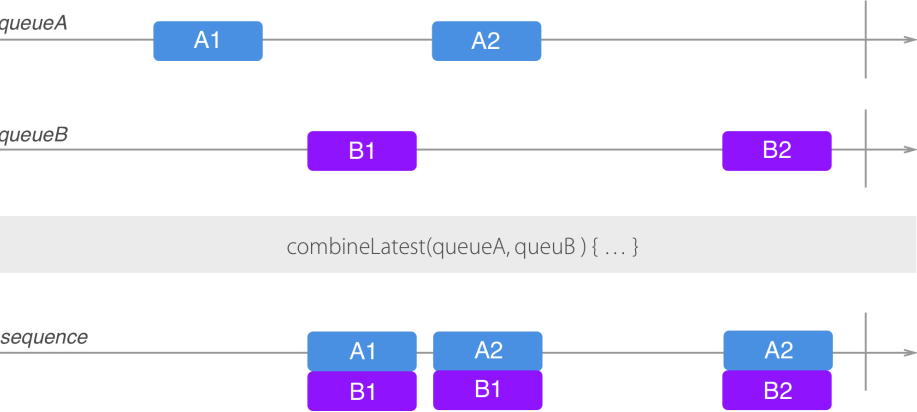 queueA
A1 A2
queueB
B1 B2
combineLatest(queueA, queuB ) { … }
sequence
A1 A2 A2
B1 B1 B2